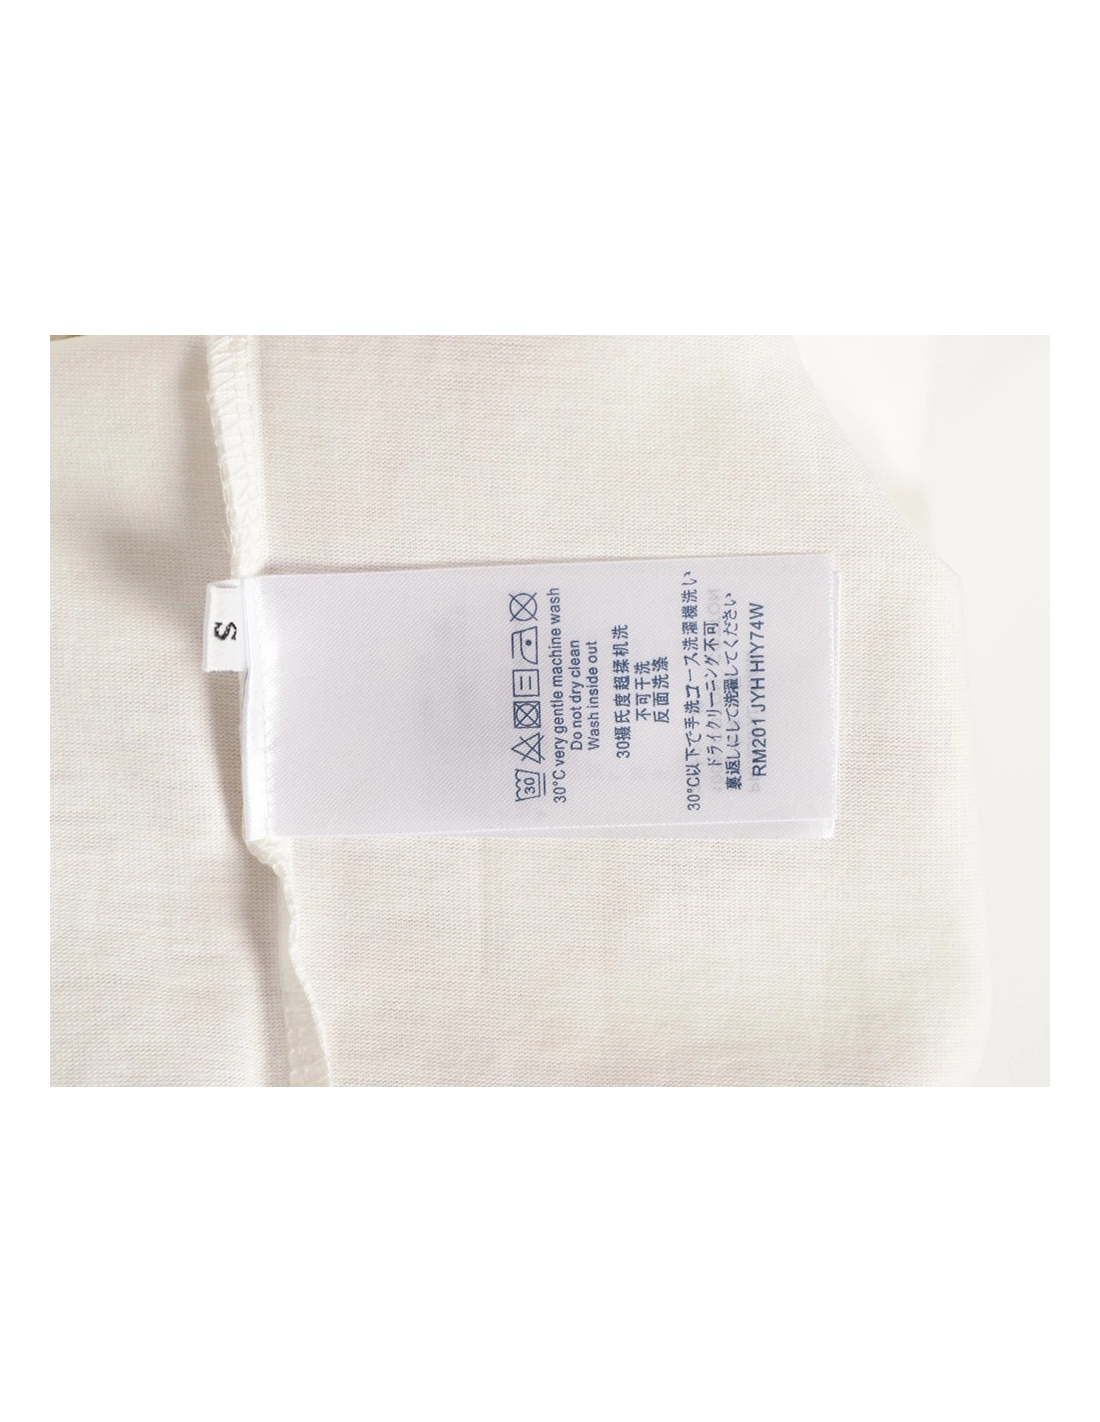 S
30
30°C very gentle machine wash
Do not dry clean
Wash inside out
30摄氏度超揉机洗
不可干洗
反面洗涤
30°C以下で手洗コース洗濯機洗い
ドライクリーニング不可
裏返しにして洗濯してください
RM201 JYH HIY74W